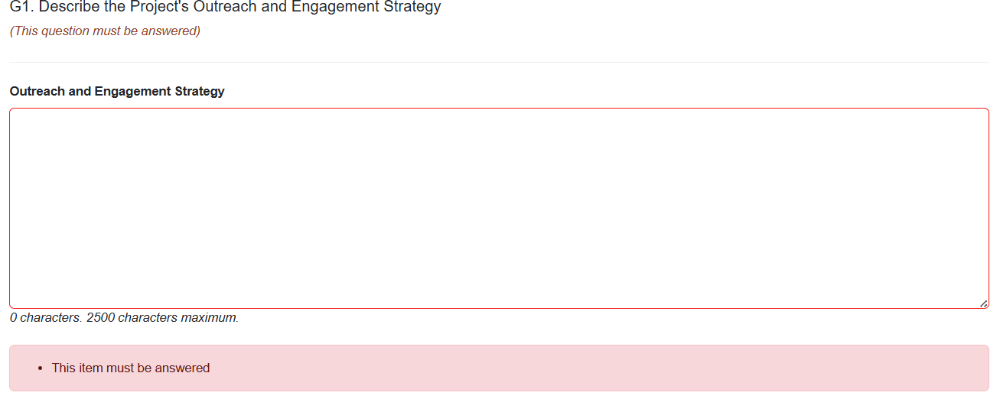 G1. Describe the Project's Outreach and Engagement Strategy
(This question must be answered)
Outreach and Engagement Strategy
0 characters. 2500 characters maximum.
• This item must be answered